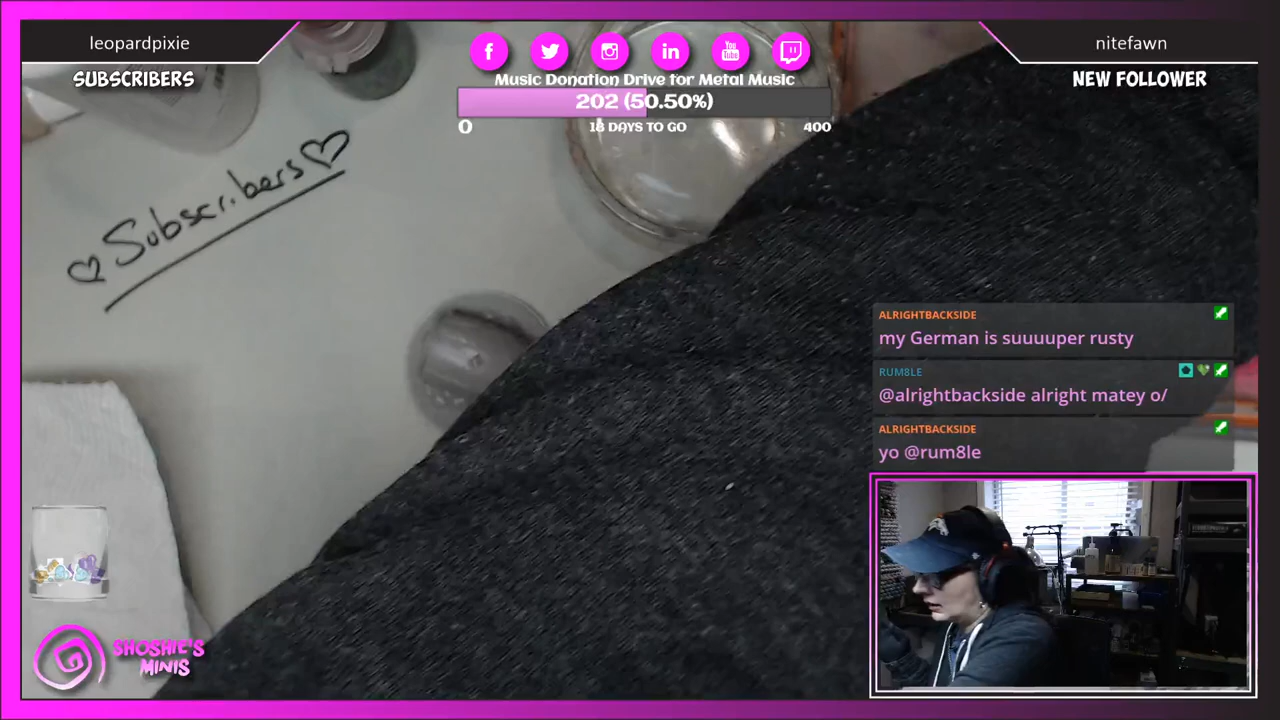 leopardpixie
SUBSCRIBERS
Music Donation Drive for Metal Music
202 (50.50%)
0
18 DAYS TO GO
400
nitefawn
NEW FOLLOWER
Subscribers
ALRIGHTBACKSIDE
my German is suuuuper rusty
RUM8LE
@alrightbackside alright matey o/
ALRIGHTBACKSIDE
yo @rum8le
SHOSHIE'S
MINIS